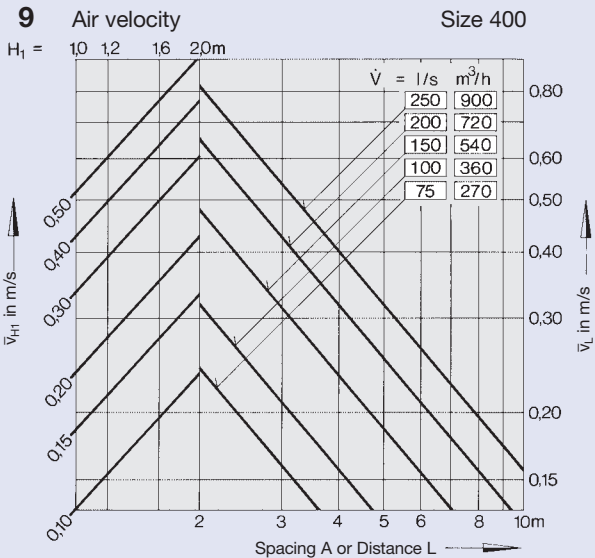 9 Air velocity Size 400
H₁ = 1,0 1,2 1,6 2,0m
V̇ = l/s m³/h
250 900
200 720
150 540
100 360
75 270
0,80
0,60
0,50
0,40
0,30
0,20
0,15
0,50
0,40
0,30
0,20
0,15
0,10
v̄H1 in m/s
v̄L in m/s
2 3 4 5 6 8 10m
Spacing A or Distance L